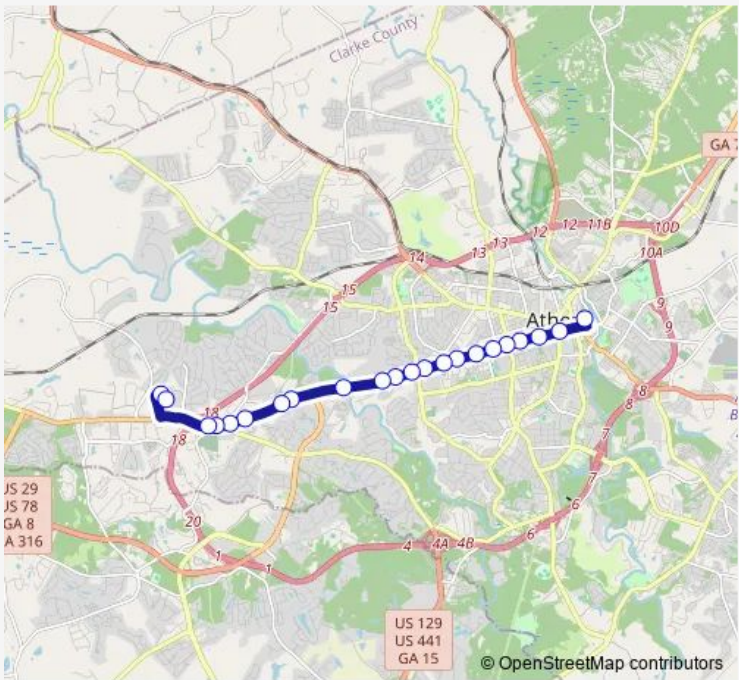 Clarke County
GA 7
12
12
11B
10D
13
13
14
10A
15
15
9
9
Athe
8
8
18
18
7
7
US 29
US 78
GA 8
A 316
20
6
6
4
4A
4B
1
1
US 129
US 441
GA 15
© OpenStreetMap contributors